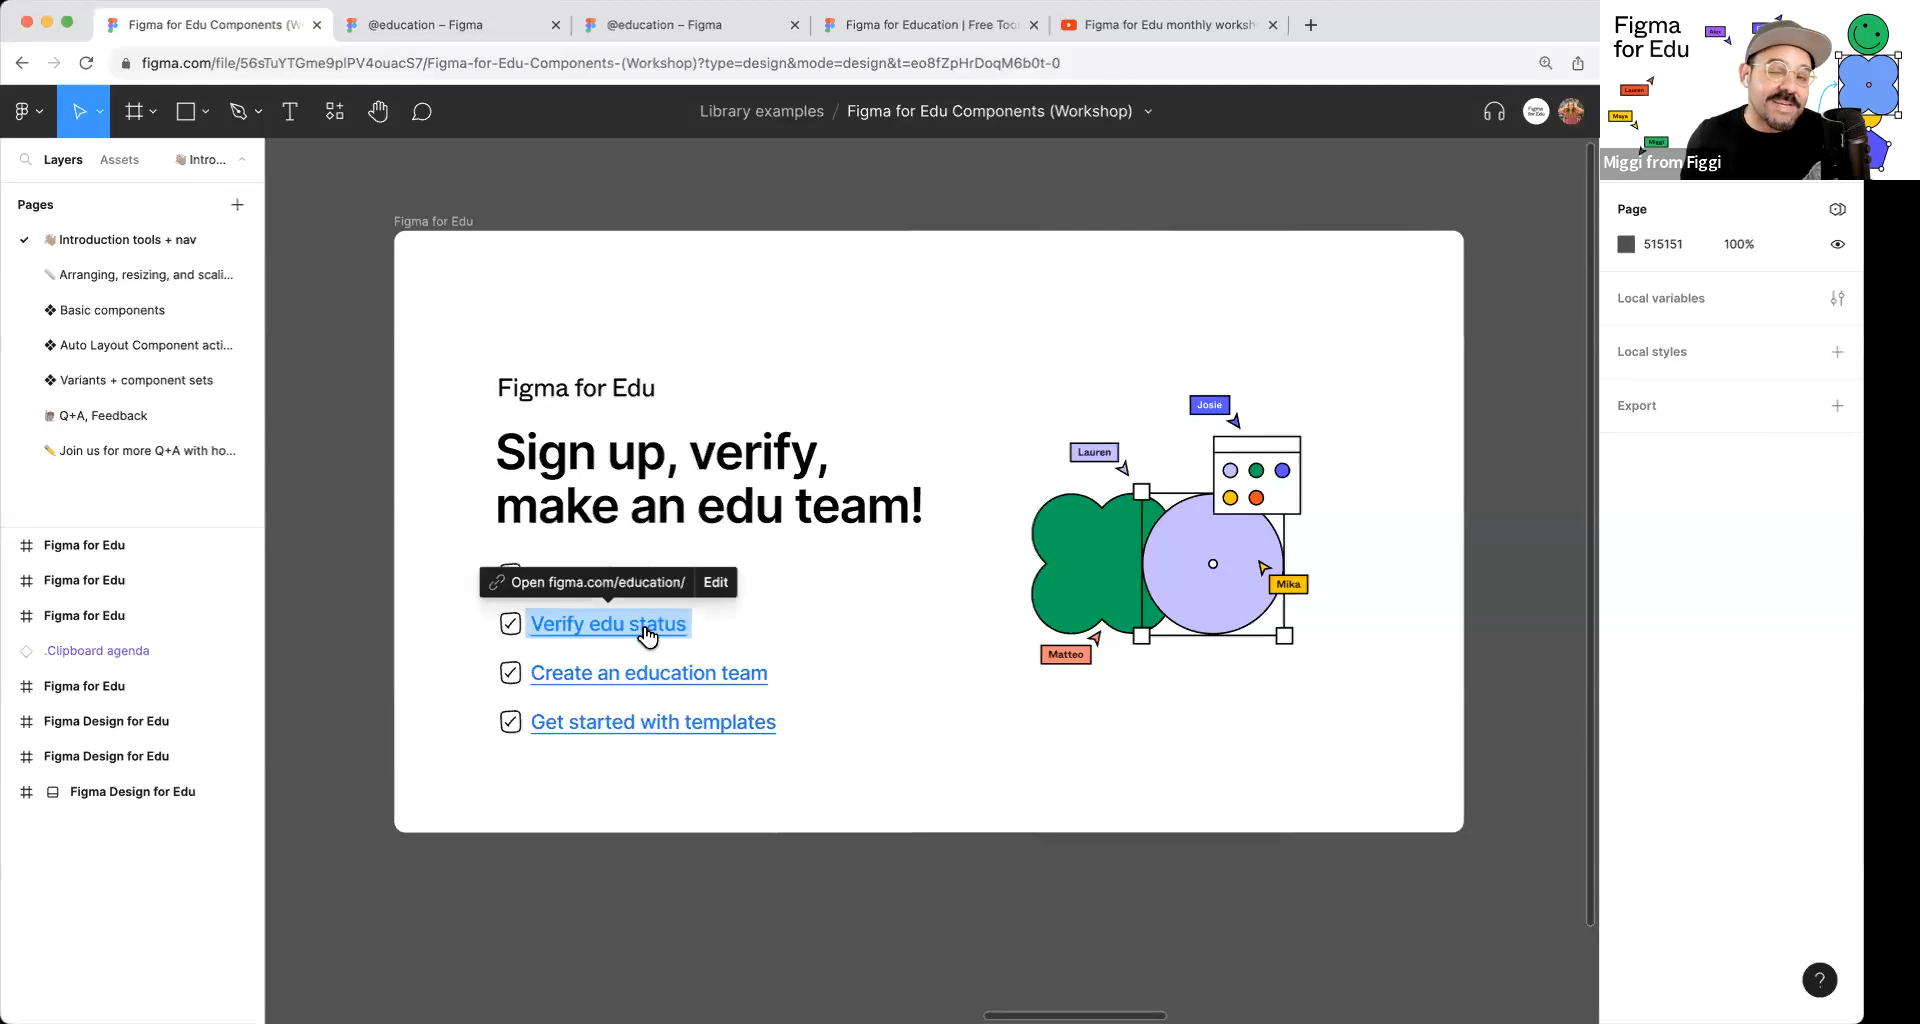 Figma for Edu Components (W
@education – Figma
@education – Figma
Figma for Education | Free Too
Figma for Edu monthly worksh
figma.com/file/56sTuYTGme9plPV4ouacS7/Figma-for-Edu-Components-(Workshop)?type=design&mode=design&t=eo8fZpHrDoqM6b0t-0
Library examples / Figma for Edu Components (Workshop)
Figma
for Edu
Alex
Lauren
Maya
Miggi
Miggi from Figgi
Layers
Assets
Intro...
Pages
Introduction tools + nav
Arranging, resizing, and scali...
Basic components
Auto Layout Component acti...
Variants + component sets
Q+A, Feedback
Join us for more Q+A with ho...
Figma for Edu
Figma for Edu
Figma for Edu
.Clipboard agenda
Figma for Edu
Figma Design for Edu
Figma Design for Edu
Figma Design for Edu
Figma for Edu
Figma for Edu
Sign up, verify,
make an edu team!
Open figma.com/education/
Edit
Verify edu status
Create an education team
Get started with templates
Josie
Lauren
Mika
Matteo
Page
515151
100%
Local variables
Local styles
Export
?